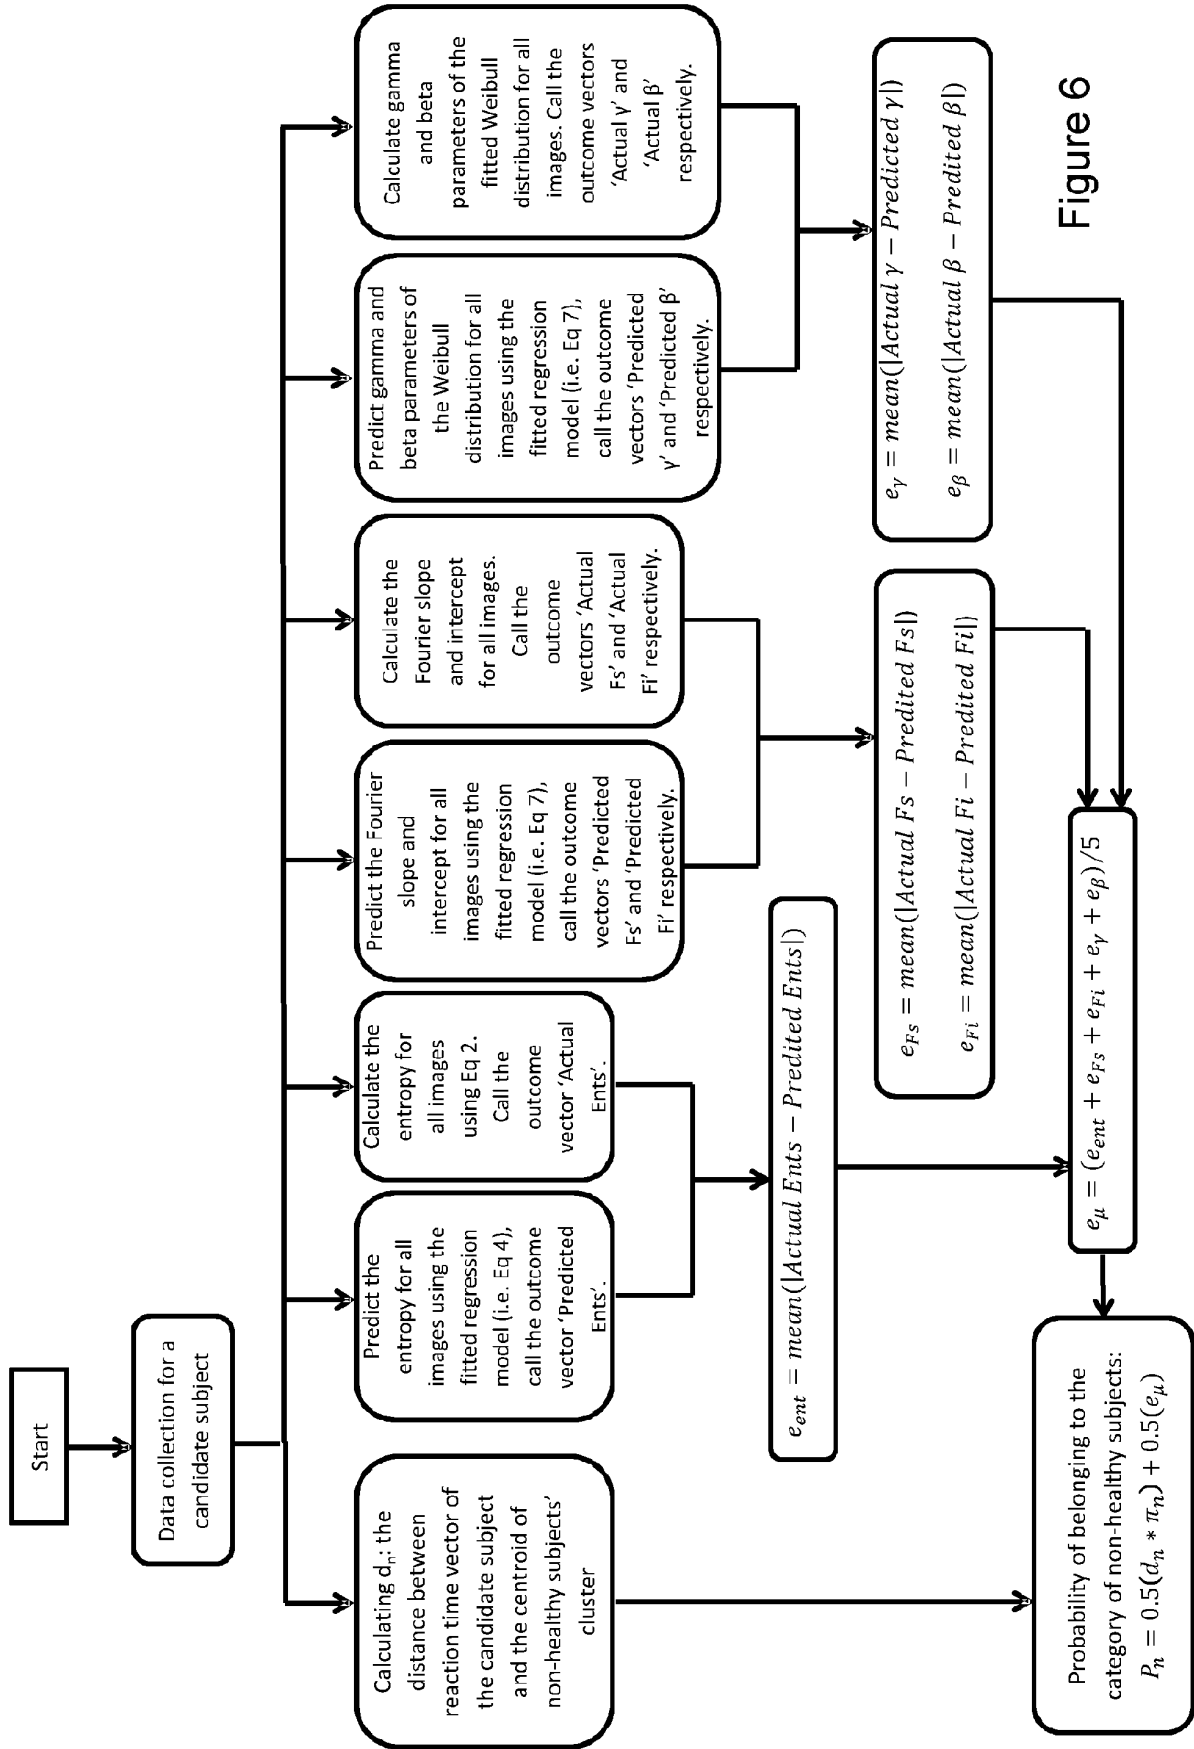 Start
Data collection for a
candidate subject
Calculating dₙ: the
distance between
reaction time vector of
the candidate subject
and the centroid of
non-healthy subjects’
cluster
Predict the
entropy for all
images using the
fitted regression
model (i.e. Eq 4),
call the outcome
vector ‘Predicted
Ents’.
Calculate the
entropy for
all images
using Eq 2.
Call the
outcome
vector ‘Actual
Ents’.
Predict the Fourier
slope and
intercept for all
images using the
fitted regression
model (i.e. Eq 7),
call the outcome
vectors ‘Predicted
Fs’ and ‘Predicted
Fi’ respectively.
Calculate the
Fourier slope
and intercept
for all images.
Call the
outcome
vectors ‘Actual
Fs’ and ‘Actual
Fi’ respectively.
Predict gamma and
beta parameters of
the Weibull
distribution for all
images using the
fitted regression
model (i.e. Eq 7),
call the outcome
vectors ‘Predicted
γ’ and ‘Predicted β’
respectively.
Calculate gamma
and beta
parameters of the
fitted Weibull
distribution for all
images. Call the
outcome vectors
‘Actual γ’ and
‘Actual β’
respectively.
e_ent = mean(|Actual Ents − Predited Ents|)
e_Fs = mean(|Actual Fs − Predited Fs|)
e_Fi = mean(|Actual Fi − Predited Fi|)
e_γ = mean(|Actual γ − Predicted γ|)
e_β = mean(|Actual β − Predited β|)
e_μ = (e_ent + e_Fs + e_Fi + e_γ + e_β)/5
Probability of belonging to the
category of non-healthy subjects:
P_n = 0.5(d_n * π_n) + 0.5(e_μ)
Figure 6